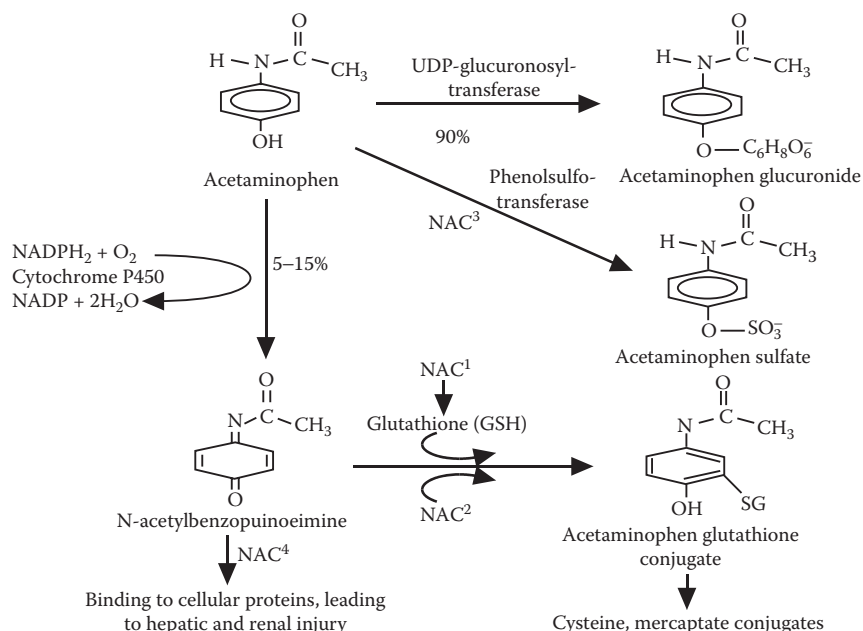 O
H
N
C
CH₃
OH
Acetaminophen
UDP-glucuronosyl-
transferase
90%
O
H
N
C
CH₃
O
C₆H₈O₆⁻
Acetaminophen glucuronide
Phenolsulfo-
transferase
NAC³
O
H
N
C
CH₃
O
SO₃⁻
Acetaminophen sulfate
NADPH₂ + O₂
Cytochrome P450
NADP + 2H₂O
5–15%
O
N
C
CH₃
O
N-acetylbenzopuinoeimine
NAC⁴
Binding to cellular proteins, leading
to hepatic and renal injury
NAC¹
Glutathione (GSH)
NAC²
O
H
N
C
CH₃
SG
OH
Acetaminophen glutathione
conjugate
Cysteine, mercaptate conjugates